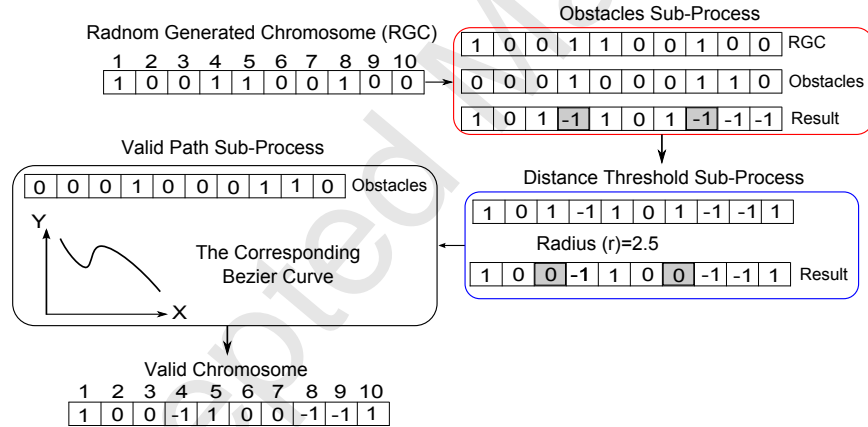 Radnom Generated Chromosome (RGC)
1 2 3 4 5 6 7 8 9 10
1 0 0 1 1 0 0 1 0 0
Obstacles Sub-Process
1 0 0 1 1 0 0 1 0 0 RGC
0 0 0 1 0 0 0 1 1 0 Obstacles
1 0 1 -1 1 0 1 -1 -1 -1 Result
Distance Threshold Sub-Process
1 0 1 -1 1 0 1 -1 -1 1
Radius (r)=2.5
1 0 0 -1 1 0 0 -1 -1 1 Result
Valid Path Sub-Process
0 0 0 1 0 0 0 1 1 0 Obstacles
Y
The Corresponding
Bezier Curve
X
Valid Chromosome
1 2 3 4 5 6 7 8 9 10
1 0 0 -1 1 0 0 -1 -1 1
epted Ma